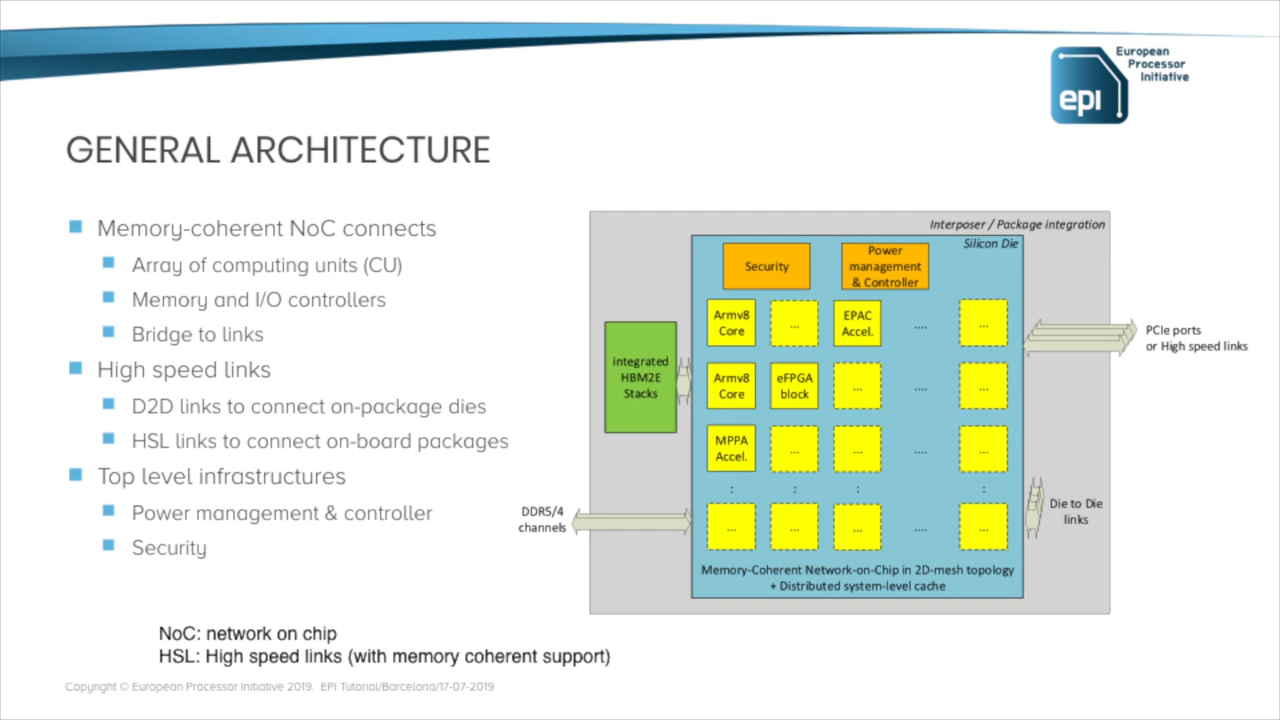 European
Processor
Initiative
epi
GENERAL ARCHITECTURE
Memory-coherent NoC connects
Array of computing units (CU)
Memory and I/O controllers
Bridge to links
High speed links
D2D links to connect on-package dies
HSL links to connect on-board packages
Top level infrastructures
Power management & controller
Security
Interposer / Package integration
Silicon Die
Security
Power
management
& Controller
Armv8
Core
...
EPAC
Accel.
....
...
integrated
HBM2E
Stacks
Armv8
Core
eFPGA
block
...
....
...
MPPA
Accel.
...
...
....
...
:
:
:
:
...
...
...
....
...
Memory-Coherent Network-on-Chip in 2D-mesh topology
+ Distributed system-level cache
PCIe ports
or High speed links
Die to Die
links
DDR5/4
channels
NoC: network on chip
HSL: High speed links (with memory coherent support)
Copyright © European Processor Initiative 2019. EPI Tutorial/Barcelona/17-07-2019